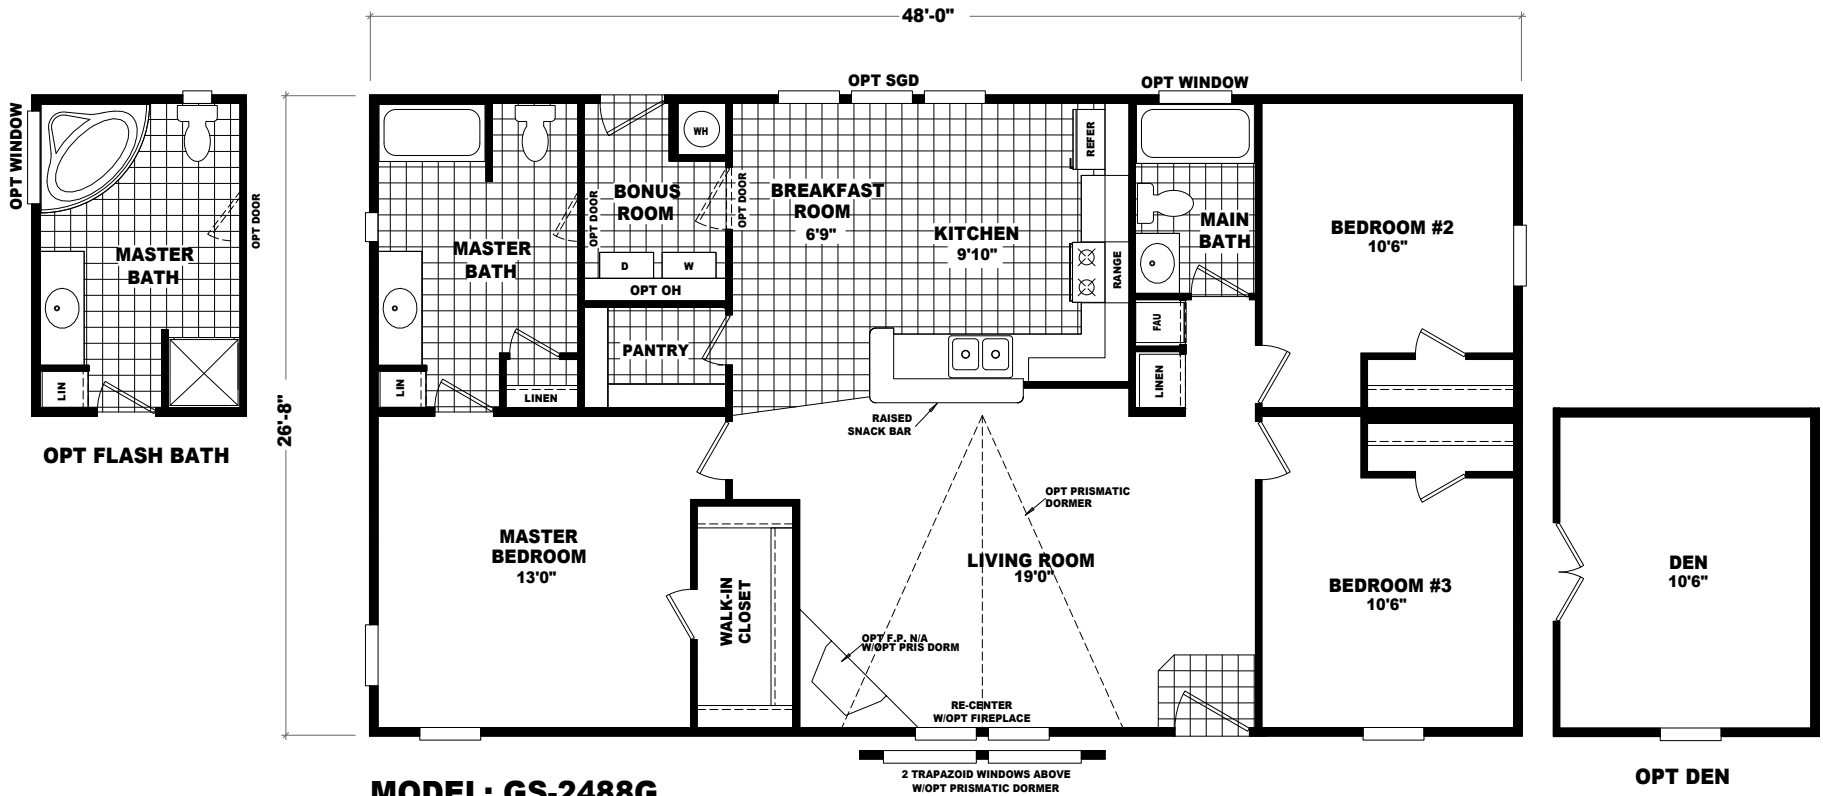 48'-0"
OPT SGD
OPT WINDOW
OPT WINDOW
MASTER
BATH
OPT DOOR
LIN
OPT FLASH BATH
26'-8"
MASTER
BATH
LIN
LINEN
OPT DOOR
BONUS
ROOM
WH
OPT DOOR
D
W
OPT OH
PANTRY
BREAKFAST
ROOM
6'9"
KITCHEN
9'10"
REFER
RANGE
RAISED
SNACK BAR
MAIN
BATH
FAU
LINEN
BEDROOM #2
10'6"
MASTER
BEDROOM
13'0"
WALK-IN
CLOSET
OPT PRISMATIC
DORMER
LIVING ROOM
19'0"
OPT F.P. N/A
W/OPT PRIS DORM
RE-CENTER
W/OPT FIREPLACE
BEDROOM #3
10'6"
DEN
10'6"
OPT DEN
2 TRAPAZOID WINDOWS ABOVE
W/OPT PRISMATIC DORMER
MODEL: GS-2488G